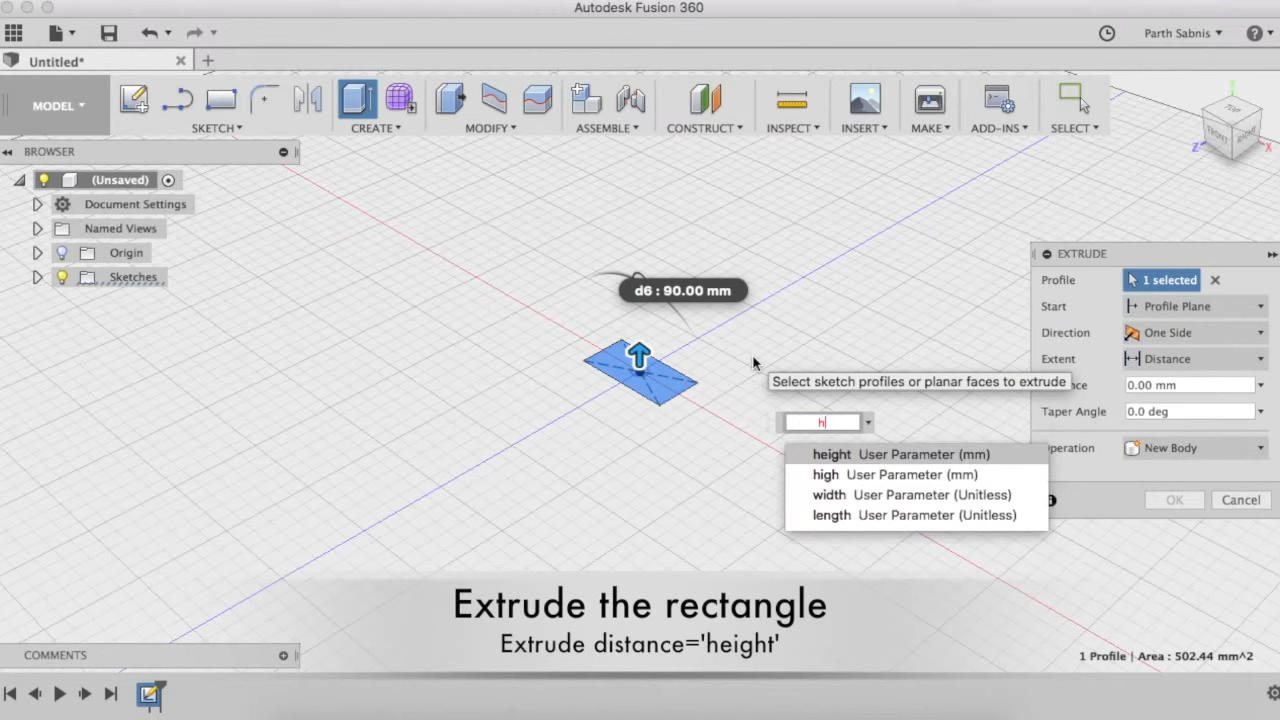 Autodesk Fusion 360
Parth Sabnis
Untitled*
MODEL
SKETCH
CREATE
MODIFY
ASSEMBLE
CONSTRUCT
INSPECT
INSERT
MAKE
ADD-INS
SELECT
TOP
FRONT
RIGHT
Z
X
BROWSER
(Unsaved)
Document Settings
Named Views
Origin
Sketches
d6 : 90.00 mm
EXTRUDE
Profile 1 selected
Start Profile Plane
Direction One Side
Extent Distance
Select sketch profiles or planar faces to extrude
0.00 mm
Taper Angle 0.0 deg
h
height User Parameter (mm)
high User Parameter (mm)
width User Parameter (Unitless)
length User Parameter (Unitless)
New Body
OK Cancel
Extrude the rectangle
Extrude distance='height'
COMMENTS
1 Profile | Area : 502.44 mm^2